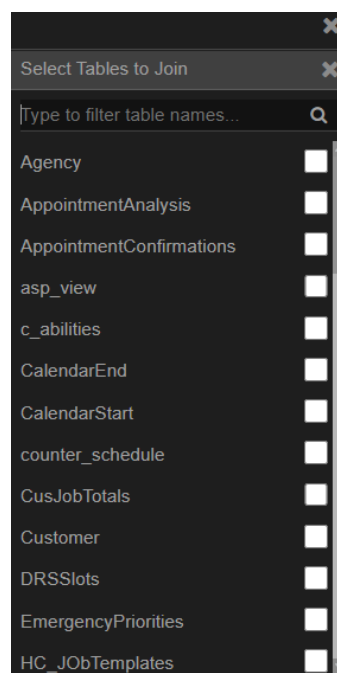 Select Tables to Join
Type to filter table names...
Agency
AppointmentAnalysis
AppointmentConfirmations
asp_view
c_abilities
CalendarEnd
CalendarStart
counter_schedule
CusJobTotals
Customer
DRSSlots
EmergencyPriorities
HC_JObTemplates